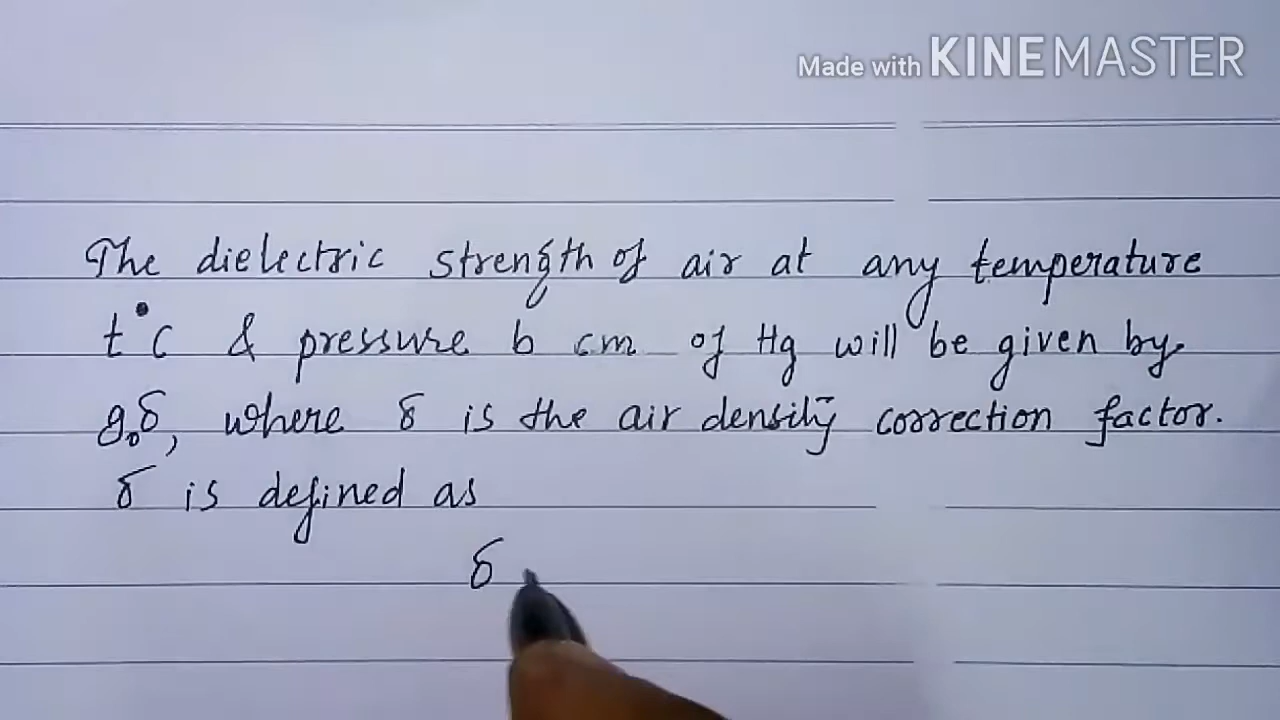 Made with KINEMASTER
The dielectric strength of air at any temperature
t°C & pressure b cm of Hg will be given by
g₀δ, where δ is the air density correction factor.
δ is defined as
δ